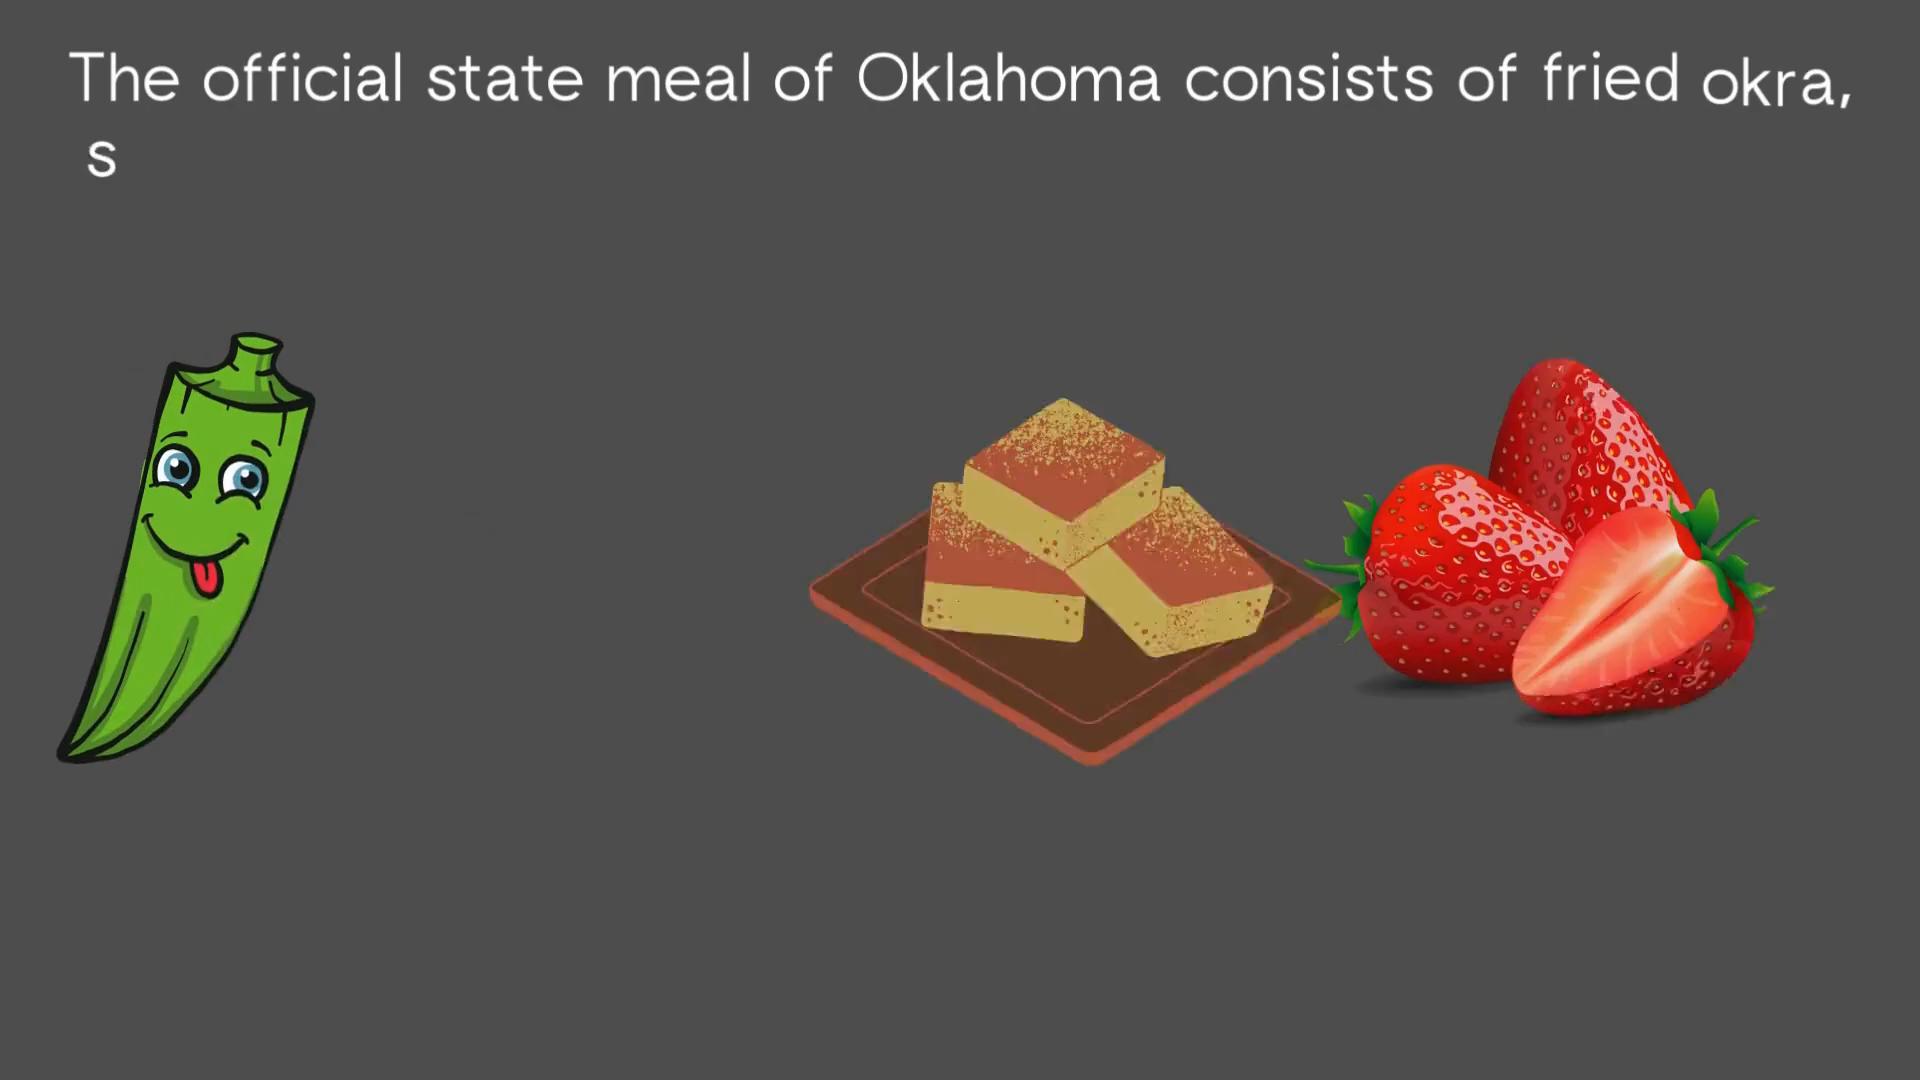 The official state meal of Oklahoma consists of fried okra,
s